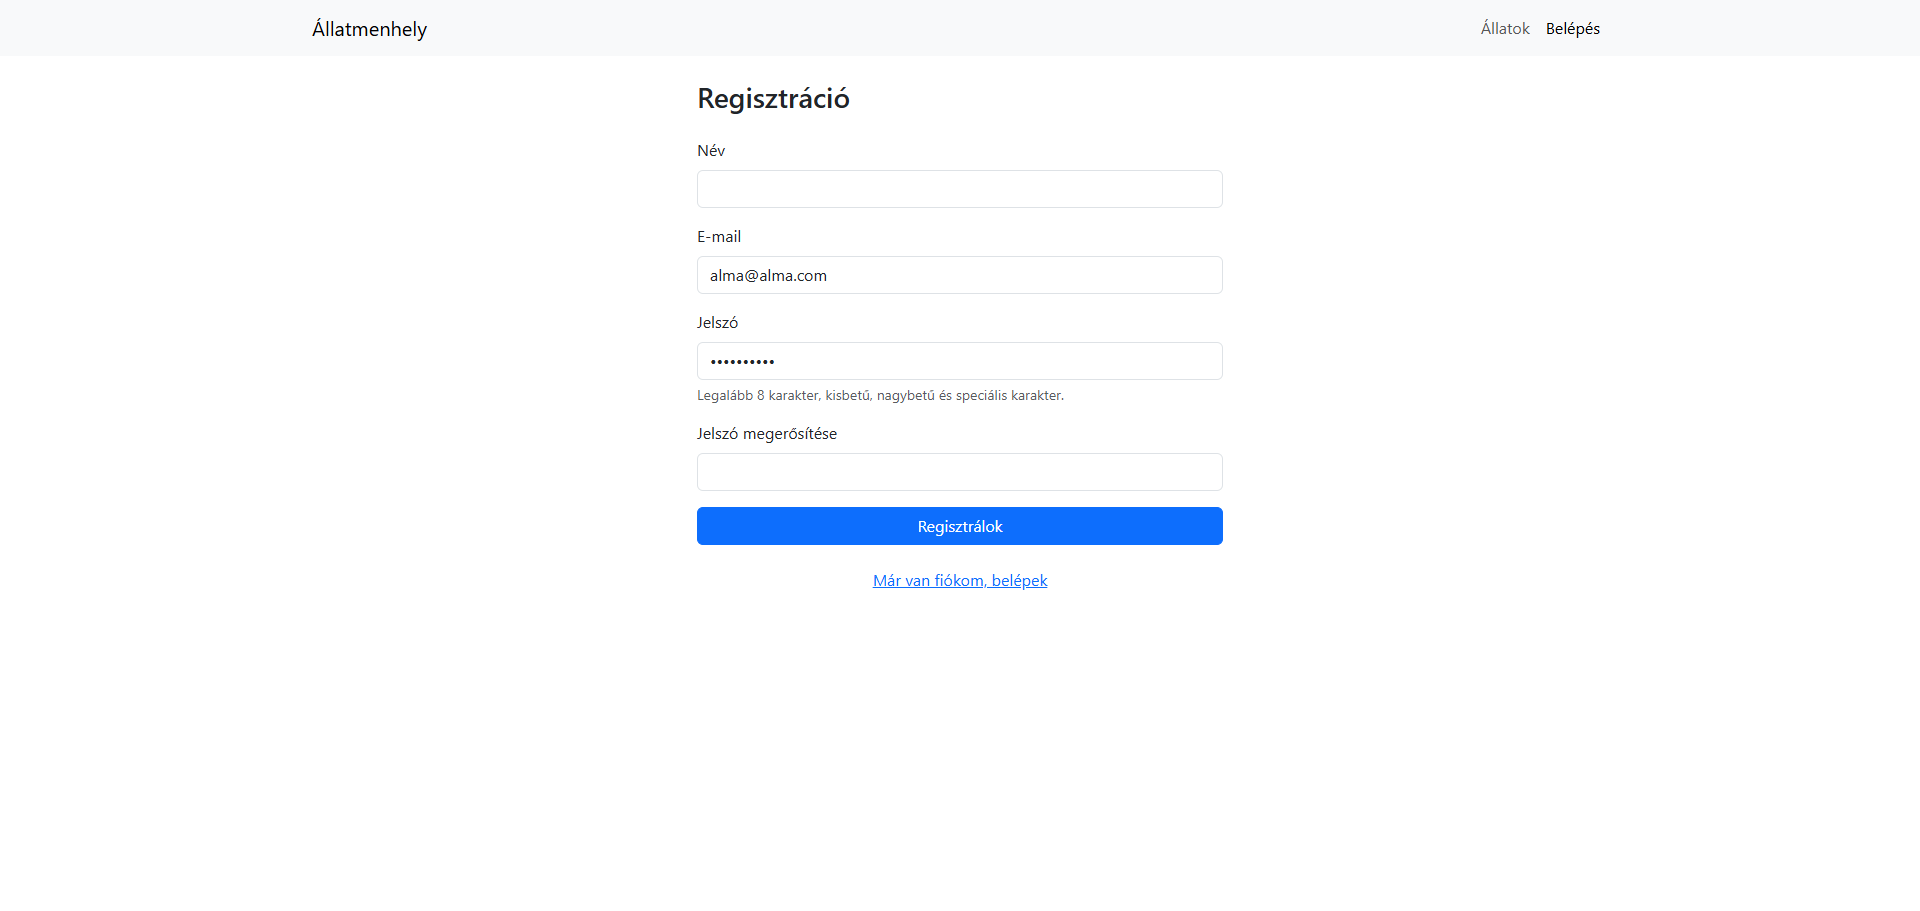 Állatmenhely
Állatok Belépés
Regisztráció
Név
E-mail
alma@alma.com
Jelszó
••••••••••
Legalább 8 karakter, kisbetű, nagybetű és speciális karakter.
Jelszó megerősítése
Regisztrálok
Már van fiókom, belépek